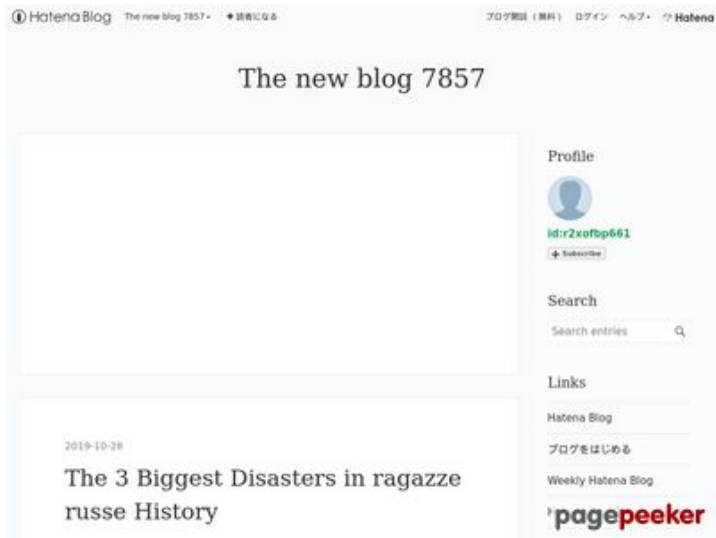 HatenaBlog The new blog 7857 読者になる ブログ開設（無料） ログイン ヘルプ Hatena
The new blog 7857
Profile
id:r2xofbp661
Subscribe
Search
Search entries
Links
Hatena Blog
ブログをはじめる
Weekly Hatena Blog
2019-10-28
The 3 Biggest Disasters in ragazze
russe History
pagepeeker